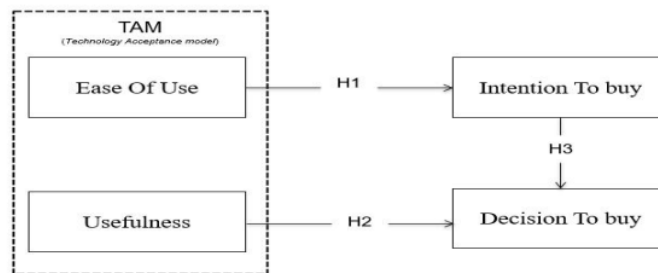 TAM
(Technology Acceptance model)
Ease Of Use
H1
Intention To buy
H3
Usefulness
H2
Decision To buy